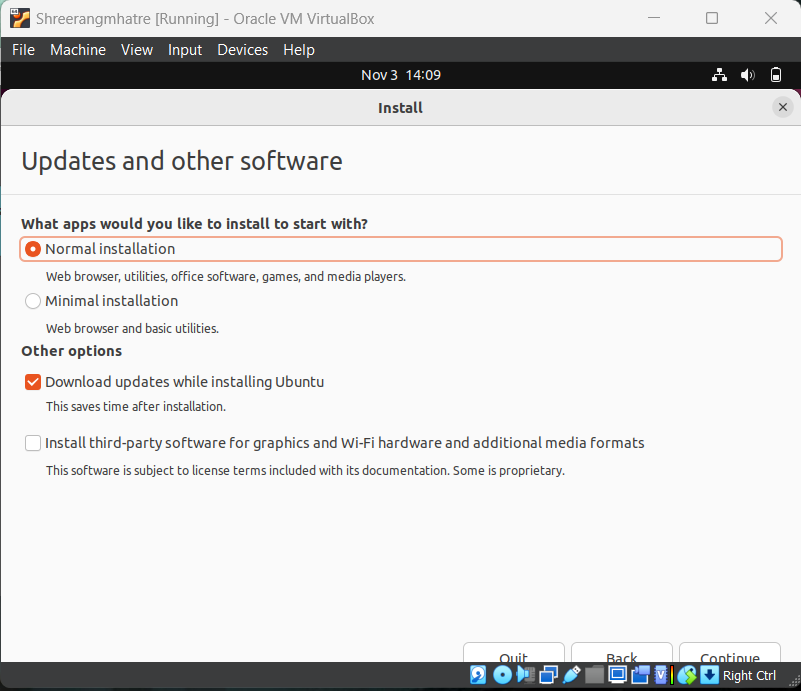 Shreerangmhatre [Running] - Oracle VM VirtualBox
File Machine View Input Devices Help
Nov 3 14:09
Install
Updates and other software
What apps would you like to install to start with?
Normal installation
Web browser, utilities, office software, games, and media players.
Minimal installation
Web browser and basic utilities.
Other options
Download updates while installing Ubuntu
This saves time after installation.
Install third-party software for graphics and Wi-Fi hardware and additional media formats
This software is subject to license terms included with its documentation. Some is proprietary.
Quit Back Continue
Right Ctrl